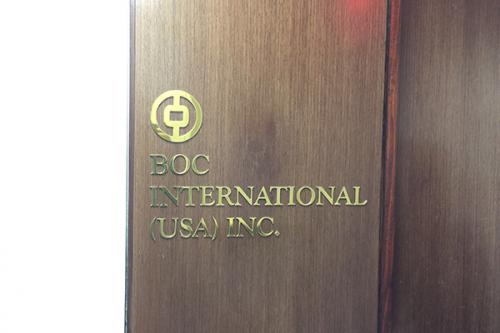 BOC
INTERNATIONAL
(USA) INC.